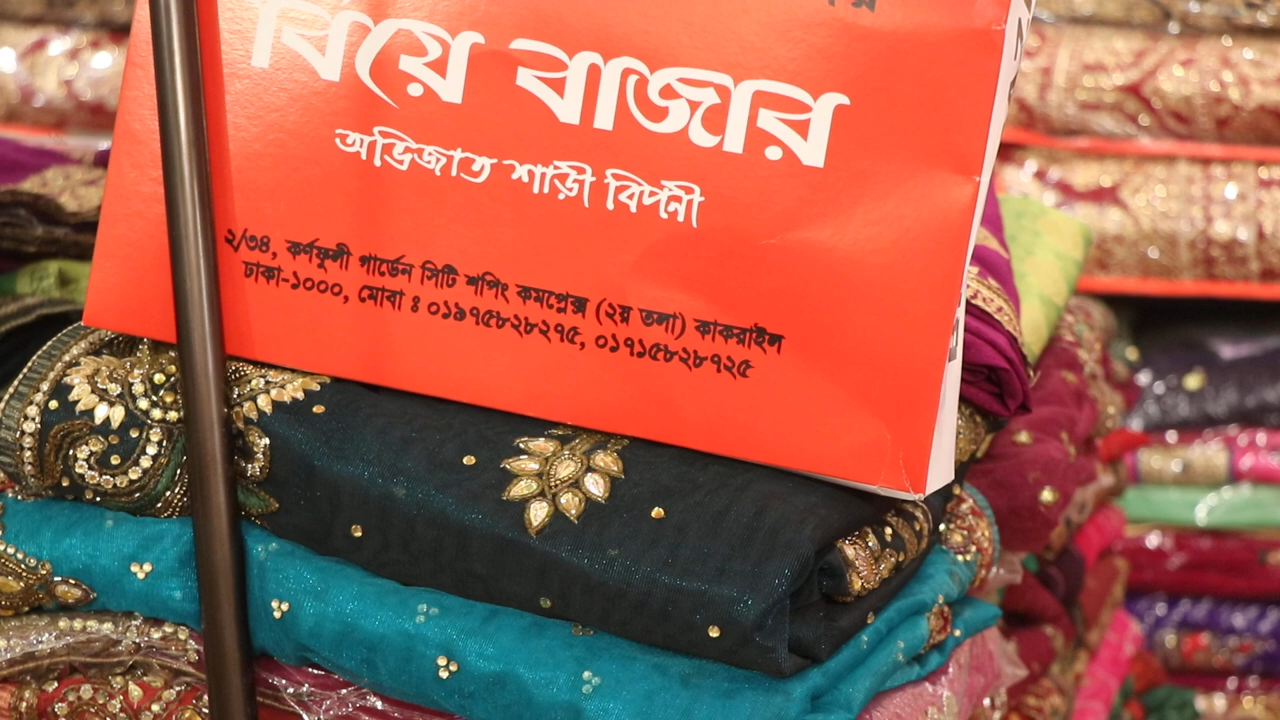 বিয়ে বাজার
অভিজাত শাড়ী বিপনী
২/৩৪, কর্ণফুলী গার্ডেন সিটি শপিং কমপ্লেক্স (২য় তলা) কাকরাইল
ঢাকা-১০০০, মোবা ঃ ০১৯৭৫৮২৮২৭৫, ০১৭১৫৮২৮৭২৫